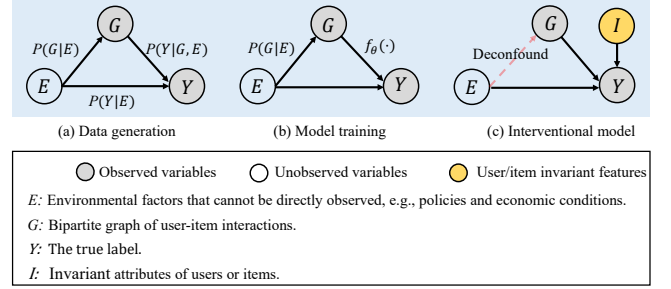 G
P(G|E)
P(Y|G, E)
E
Y
P(Y|E)
(a) Data generation
G
P(G|E)
fθ(·)
E
Y
(b) Model training
G
I
Deconfound
E
Y
(c) Interventional model
Observed variables
Unobserved variables
User/item invariant features
E: Environmental factors that cannot be directly observed, e.g., policies and economic conditions.
G: Bipartite graph of user-item interactions.
Y: The true label.
I: Invariant attributes of users or items.